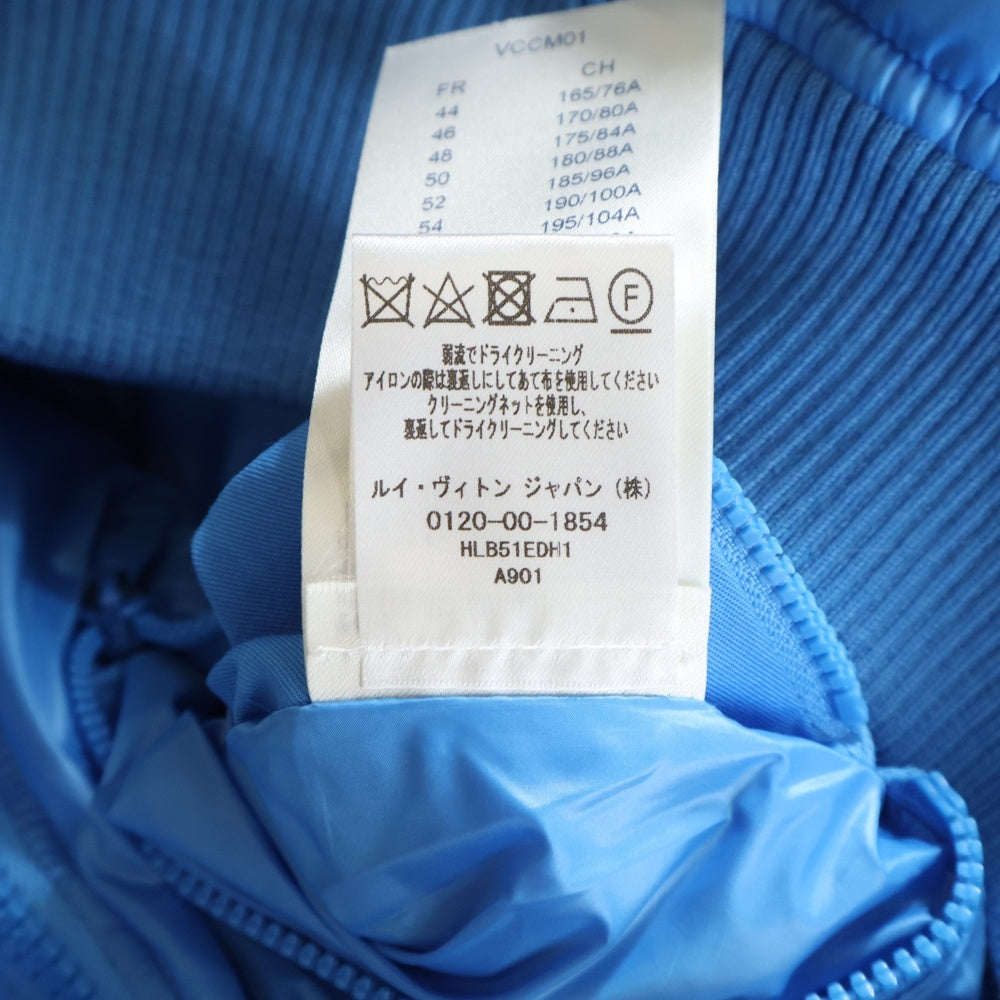 VCCM01
FR CH
44 165/76A
46 170/80A
48 175/84A
50 180/88A
52 185/96A
54 190/100A
195/104A
F
弱流でドライクリーニング
アイロンの際は裏返しにしてあて布を使用してください
クリーニングネットを使用し、
裏返してドライクリーニングしてください
ルイ・ヴィトン ジャパン（株）
0120-00-1854
HLB51EDH1
A901